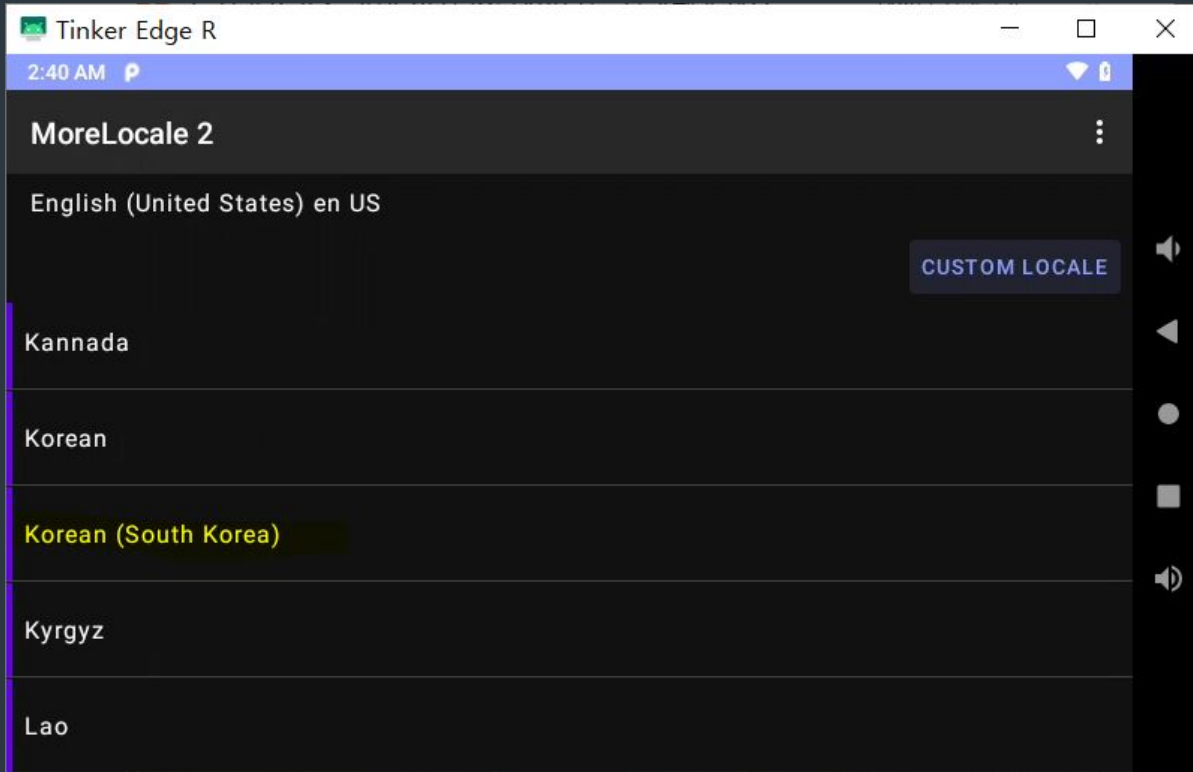 Tinker Edge R
2:40 AM
MoreLocale 2
English (United States) en US
CUSTOM LOCALE
Kannada
Korean
Korean (South Korea)
Kyrgyz
Lao